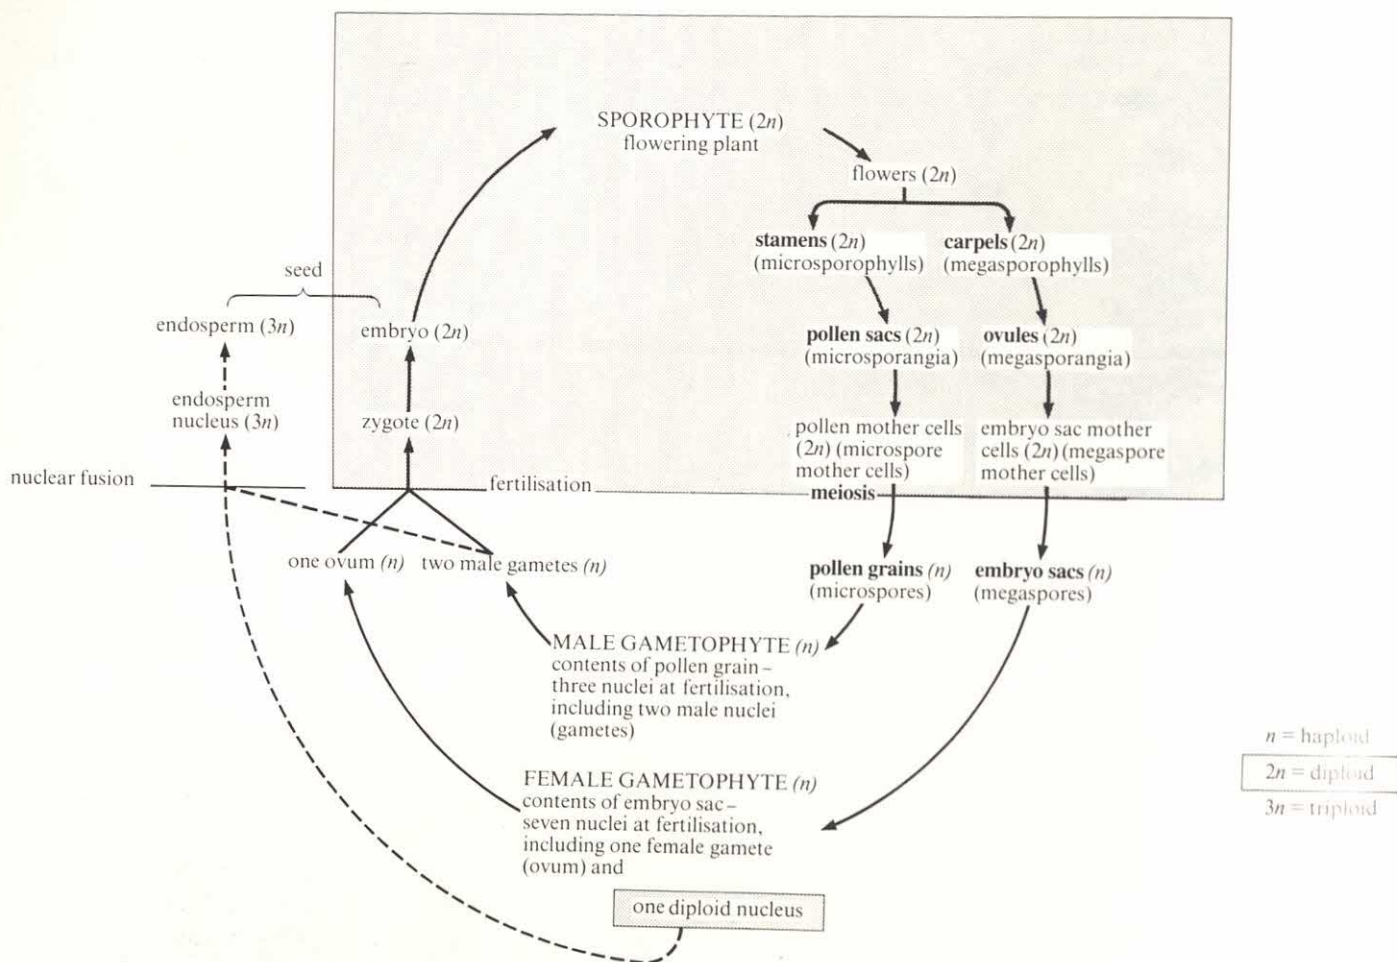 SPOROPHYTE (2n)
flowering plant
flowers (2n)
stamens (2n)
(microsporophylls)
carpels (2n)
(megasporophylls)
seed
endosperm (3n)
embryo (2n)
pollen sacs (2n)
(microsporangia)
ovules (2n)
(megasporangia)
endosperm
nucleus (3n)
zygote (2n)
pollen mother cells
(2n) (microspore
mother cells)
embryo sac mother
cells (2n) (megaspore
mother cells)
nuclear fusion
fertilisation
meiosis
one ovum (n)
two male gametes (n)
pollen grains (n)
(microspores)
embryo sacs (n)
(megaspores)
MALE GAMETOPHYTE (n)
contents of pollen grain –
three nuclei at fertilisation,
including two male nuclei
(gametes)
FEMALE GAMETOPHYTE (n)
contents of embryo sac –
seven nuclei at fertilisation,
including one female gamete
(ovum) and
one diploid nucleus
n = haploid
2n = diploid
3n = triploid